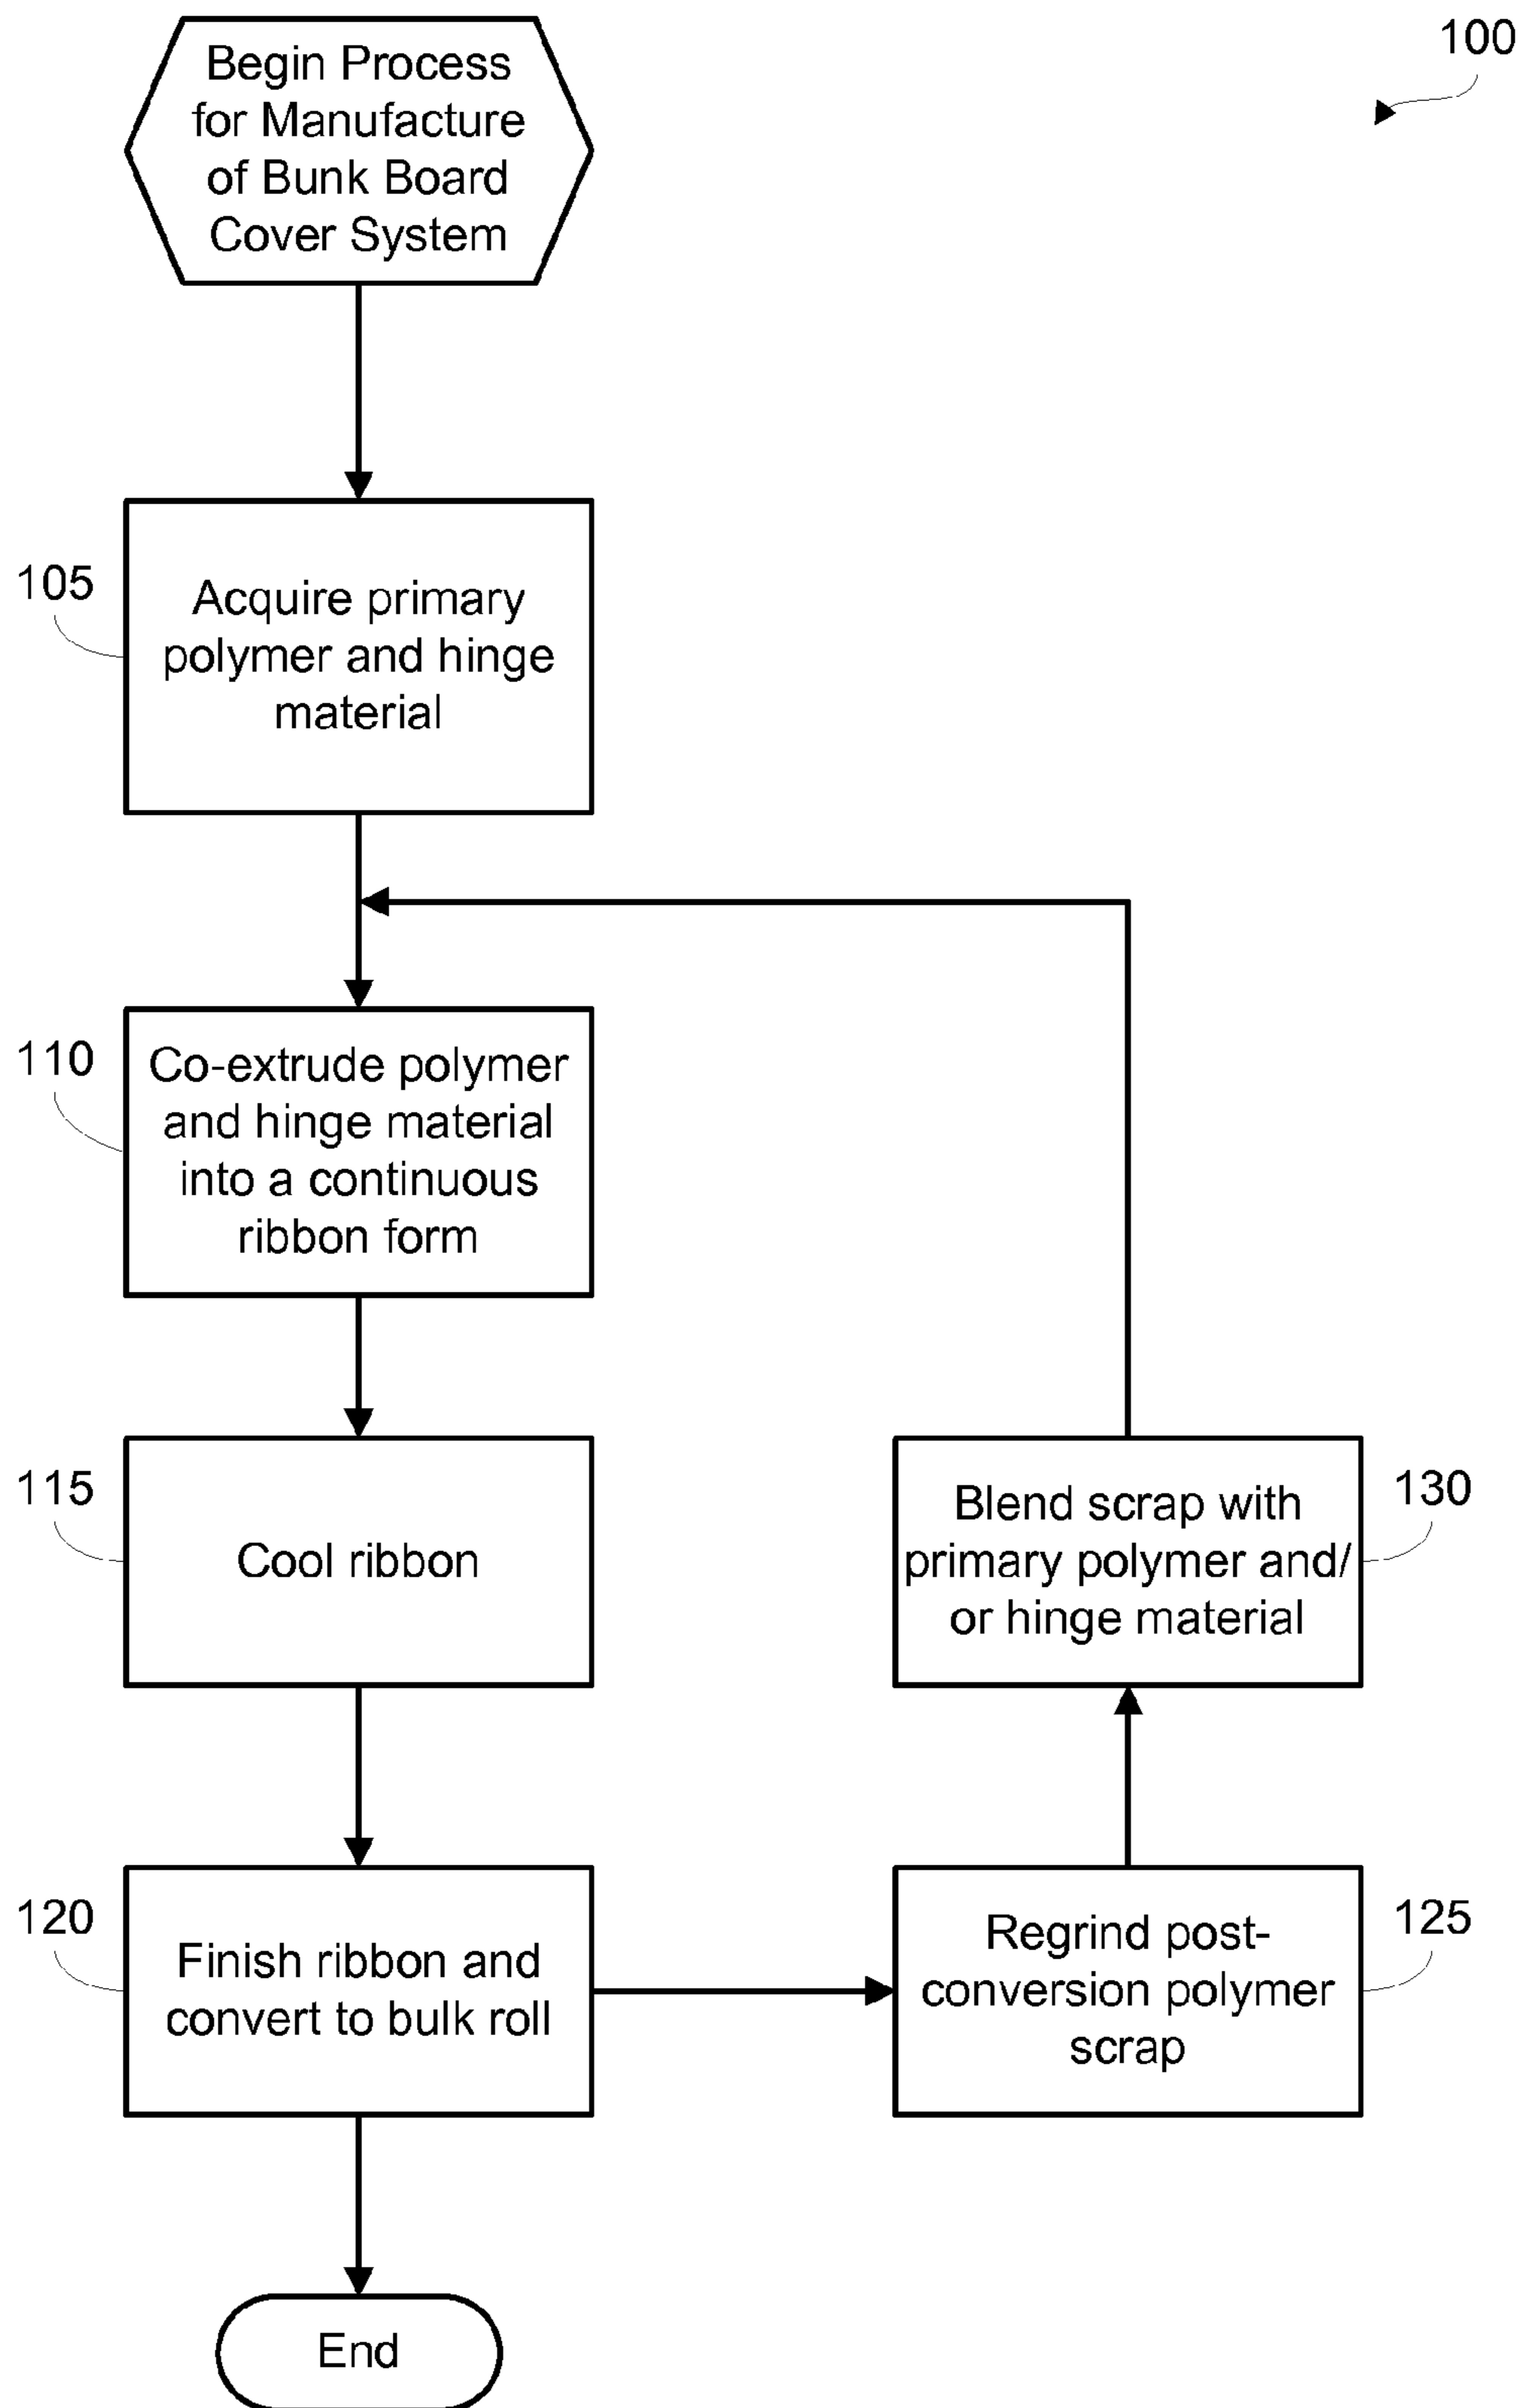 Begin Process
for Manufacture
of Bunk Board
Cover System
100
105
Acquire primary
polymer and hinge
material
110
Co-extrude polymer
and hinge material
into a continuous
ribbon form
115
Cool ribbon
Blend scrap with
primary polymer and/
or hinge material
130
120
Finish ribbon and
convert to bulk roll
Regrind post-
conversion polymer
scrap
125
End